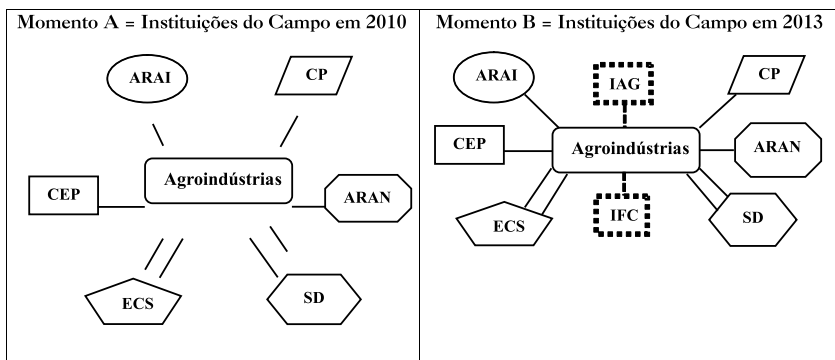 Momento A = Instituições do Campo em 2010
ARAI
CP
Agroindústrias
CEP
ARAN
ECS
SD
Momento B = Instituições do Campo em 2013
ARAI
IAG
CP
CEP
Agroindústrias
ARAN
ECS
IFC
SD